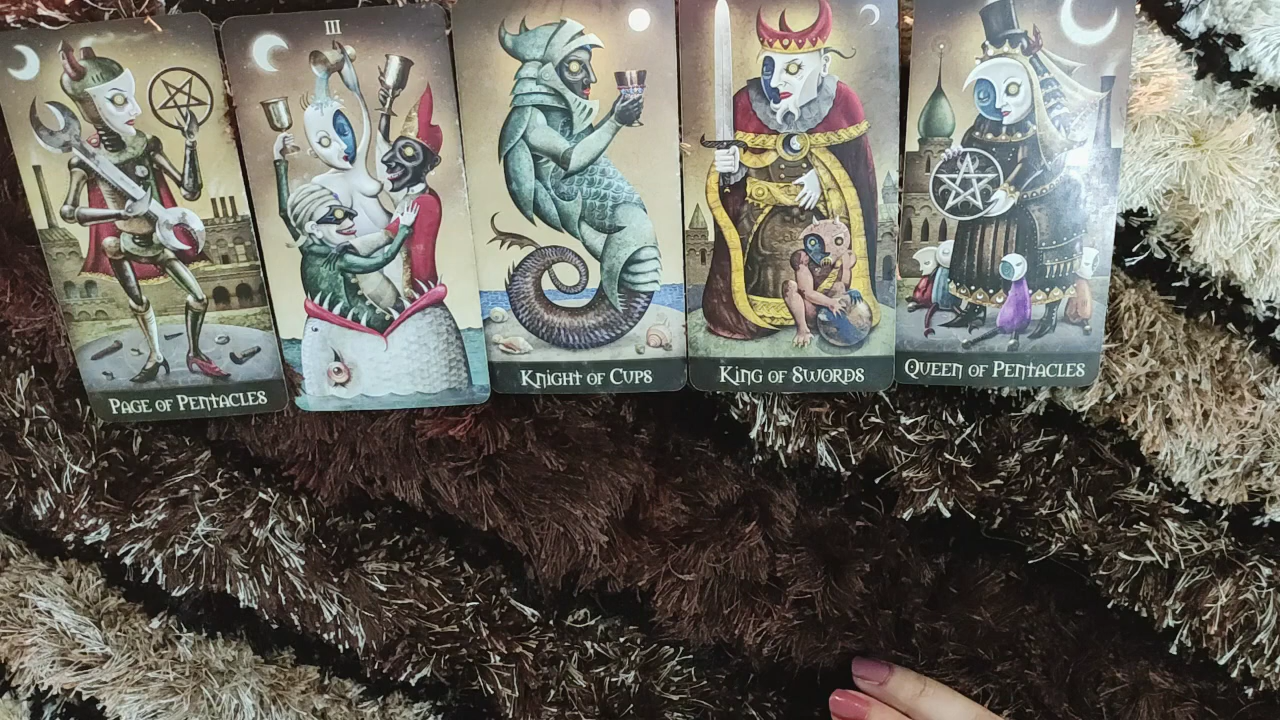 PAGE OF PENTACLES
III
KNIGHT OF CUPS
KING OF SWORDS
QUEEN OF PENTACLES